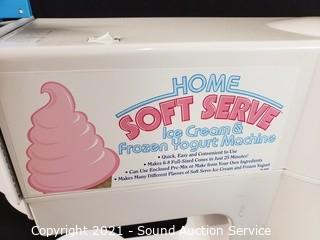 HOME
SOFT SERVE
Ice Cream &
Frozen Yogurt Machine
• Quick, Easy and Convenient to Use
• Makes 6-8 Full-Sized Cones in Just 25 Minutes!
• Can Use Enclosed Pre-Mix or Make from Your Own Ingredients
• Makes Many Different Flavors of Soft Serve Ice Cream and Frozen Yogurt
Copyright 2021 - Sound Auction Service